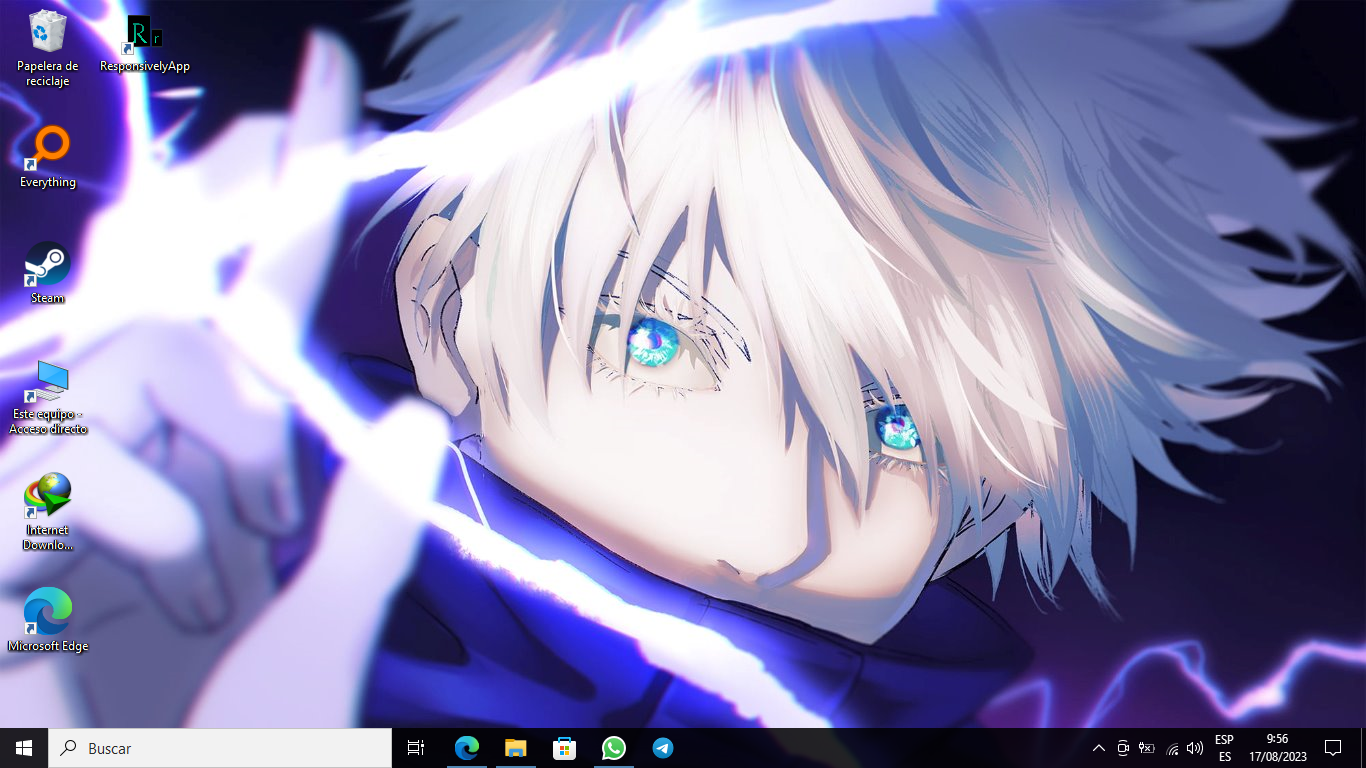 Papelera de
reciclaje
Rr
ResponsivelyApp
Everything
Steam
Este equipo -
Acceso directo
Internet
Downlo...
Microsoft Edge
Buscar
ESP
ES
9:56
17/08/2023